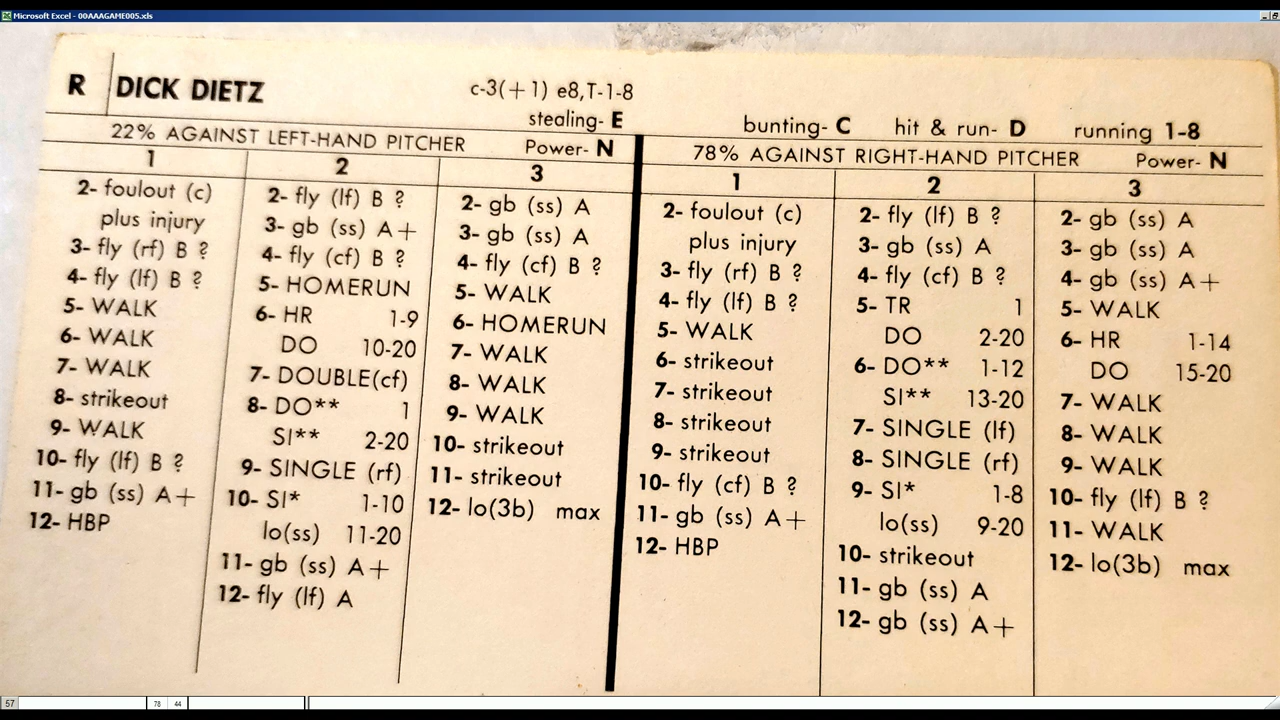 Microsoft Excel - 00AAAGAME005.xls
R DICK DIETZ c-3(+1) e8,T-1-8
stealing- E bunting- C hit & run- D running 1-8
22% AGAINST LEFT-HAND PITCHER Power- N
1 2 3
2- foulout (c)
plus injury
3- fly (rf) B ?
4- fly (lf) B ?
5- WALK
6- WALK
7- WALK
8- strikeout
9- WALK
10- fly (lf) B ?
11- gb (ss) A+
12- HBP
2- fly (lf) B ?
3- gb (ss) A+
4- fly (cf) B ?
5- HOMERUN
6- HR 1-9
DO 10-20
7- DOUBLE(cf)
8- DO** 1
SI** 2-20
9- SINGLE (rf)
10- SI* 1-10
lo(ss) 11-20
11- gb (ss) A+
12- fly (lf) A
2- gb (ss) A
3- gb (ss) A
4- fly (cf) B ?
5- WALK
6- HOMERUN
7- WALK
8- WALK
9- WALK
10- strikeout
11- strikeout
12- lo(3b) max
78% AGAINST RIGHT-HAND PITCHER Power- N
1 2 3
2- foulout (c)
plus injury
3- fly (rf) B ?
4- fly (lf) B ?
5- WALK
6- strikeout
7- strikeout
8- strikeout
9- strikeout
10- fly (cf) B ?
11- gb (ss) A+
12- HBP
2- fly (lf) B ?
3- gb (ss) A
4- fly (cf) B ?
5- TR 1
DO 2-20
6- DO** 1-12
SI** 13-20
7- SINGLE (lf)
8- SINGLE (rf)
9- SI* 1-8
lo(ss) 9-20
10- strikeout
11- gb (ss) A
12- gb (ss) A+
2- gb (ss) A
3- gb (ss) A
4- gb (ss) A+
5- WALK
6- HR 1-14
DO 15-20
7- WALK
8- WALK
9- WALK
10- fly (lf) B ?
11- WALK
12- lo(3b) max
57 78 44